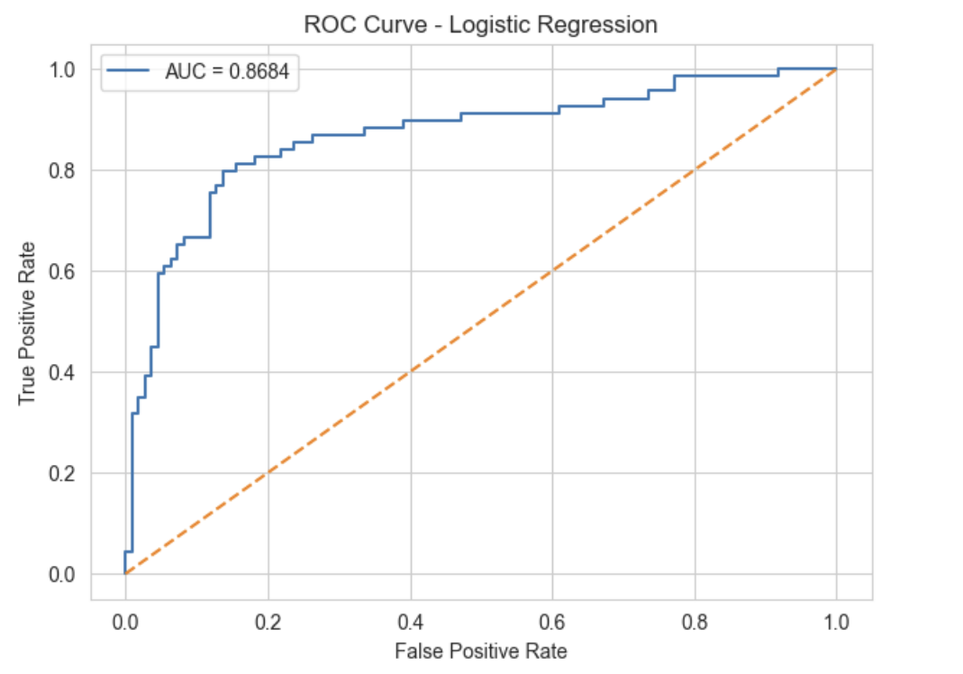 ROC Curve - Logistic Regression
AUC = 0.8684
1.0
0.8
0.6
0.4
0.2
0.0
True Positive Rate
0.0 0.2 0.4 0.6 0.8 1.0
False Positive Rate